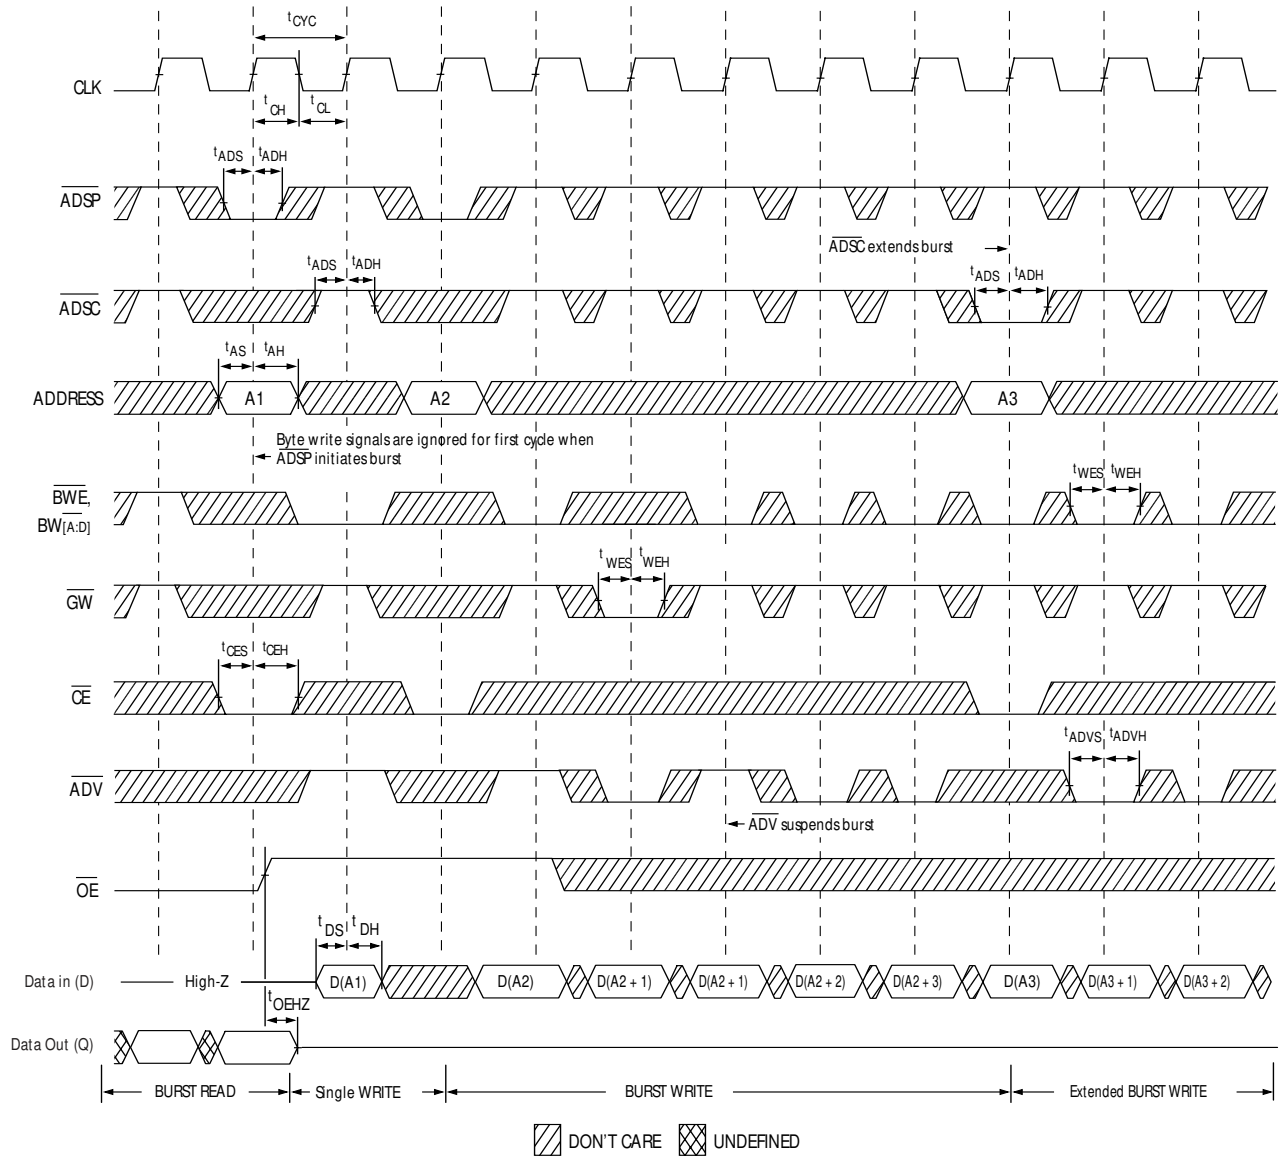 tCYC
CLK
tCH
tCL
tADS
tADH
ADSP
ADSC extends burst
tADS
tADH
tADS
tADH
ADSC
tAS
tAH
ADDRESS
A1
A2
A3
Byte write signals are ignored for first cycle when
ADSP initiates burst
tWES
tWEH
BWE,
BW[A:D]
tWES
tWEH
GW
tCES
tCEH
CE
tADVS
tADVH
ADV
ADV suspends burst
OE
tDS
tDH
Data in (D)
High-Z
D(A1)
D(A2)
D(A2 + 1)
D(A2 + 1)
D(A2 + 2)
D(A2 + 3)
D(A3)
D(A3 + 1)
D(A3 + 2)
tOEHZ
Data Out (Q)
BURST READ
Single WRITE
BURST WRITE
Extended BURST WRITE
DON'T CARE
UNDEFINED